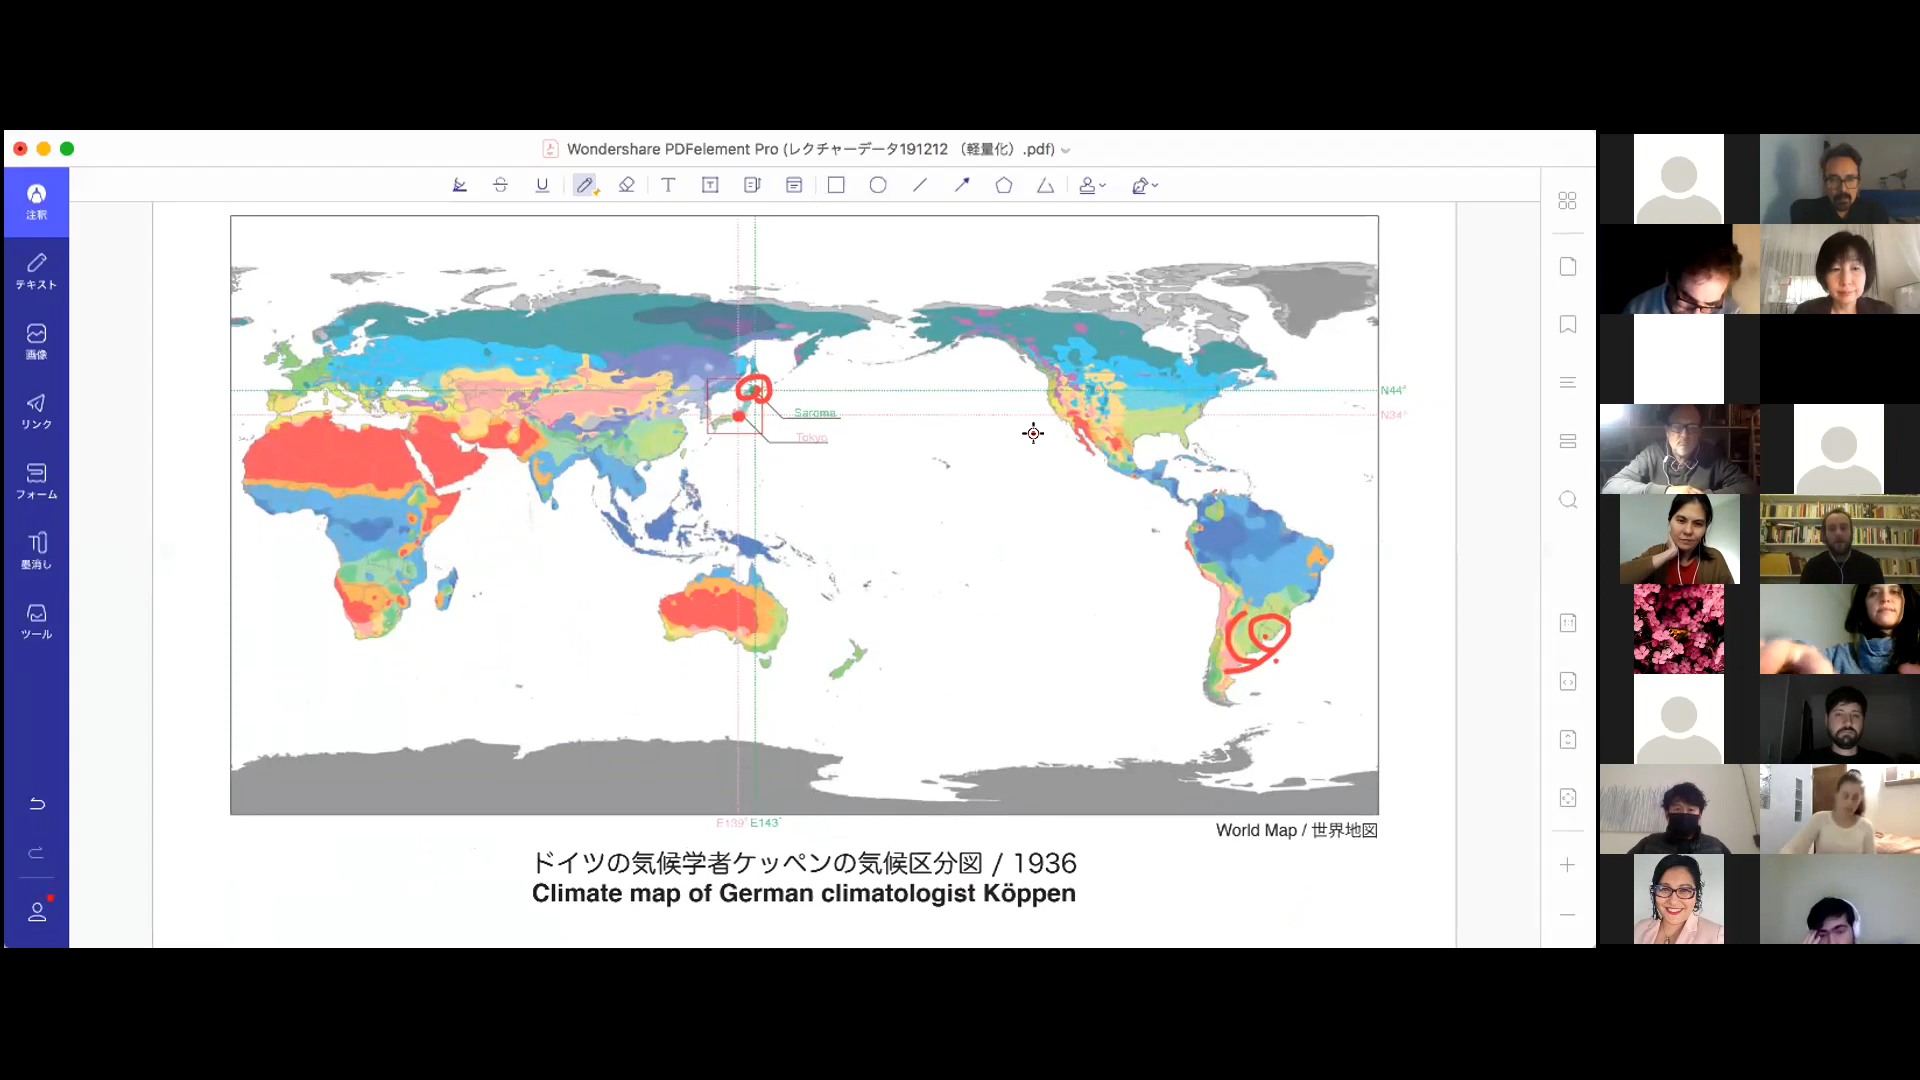 Wondershare PDFelement Pro (レクチャーデータ191212 （軽量化）.pdf)
注釈
テキスト
画像
リンク
フォーム
墨消し
ツール
N44°
N34°
Saroma
Tokyo
E139° E143°
World Map / 世界地図
ドイツの気候学者ケッペンの気候区分図 / 1936
Climate map of German climatologist Köppen